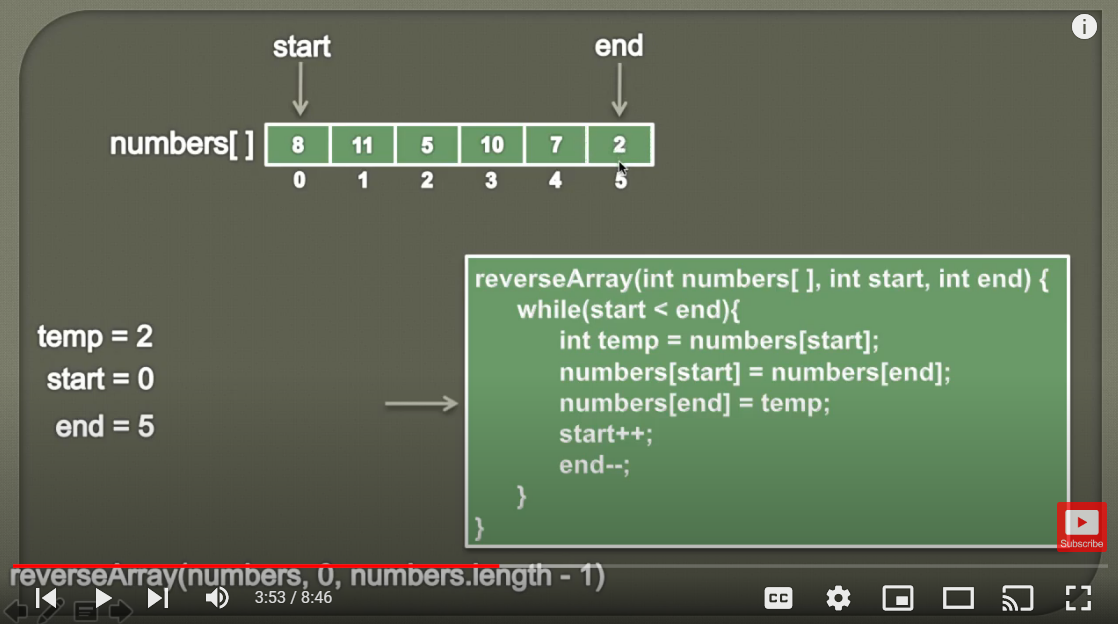 start end
numbers[ ] 8 11 5 10 7 2
0 1 2 3 4 5
reverseArray(int numbers[ ], int start, int end) {
while(start < end){
int temp = numbers[start];
numbers[start] = numbers[end];
numbers[end] = temp;
start++;
end--;
}
}
temp = 2
start = 0
end = 5
Subscribe
reverseArray(numbers, 0, numbers.length - 1)
3:53 / 8:46
CC
i